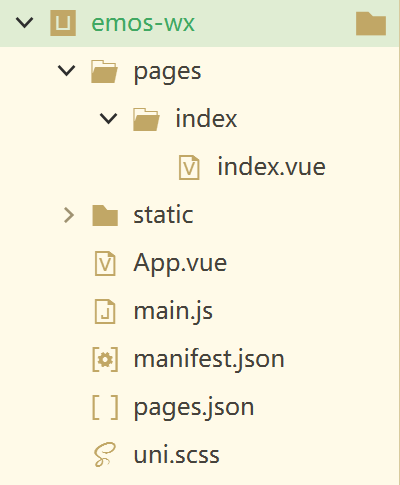 emos-wx
pages
index
index.vue
static
App.vue
main.js
manifest.json
pages.json
uni.scss